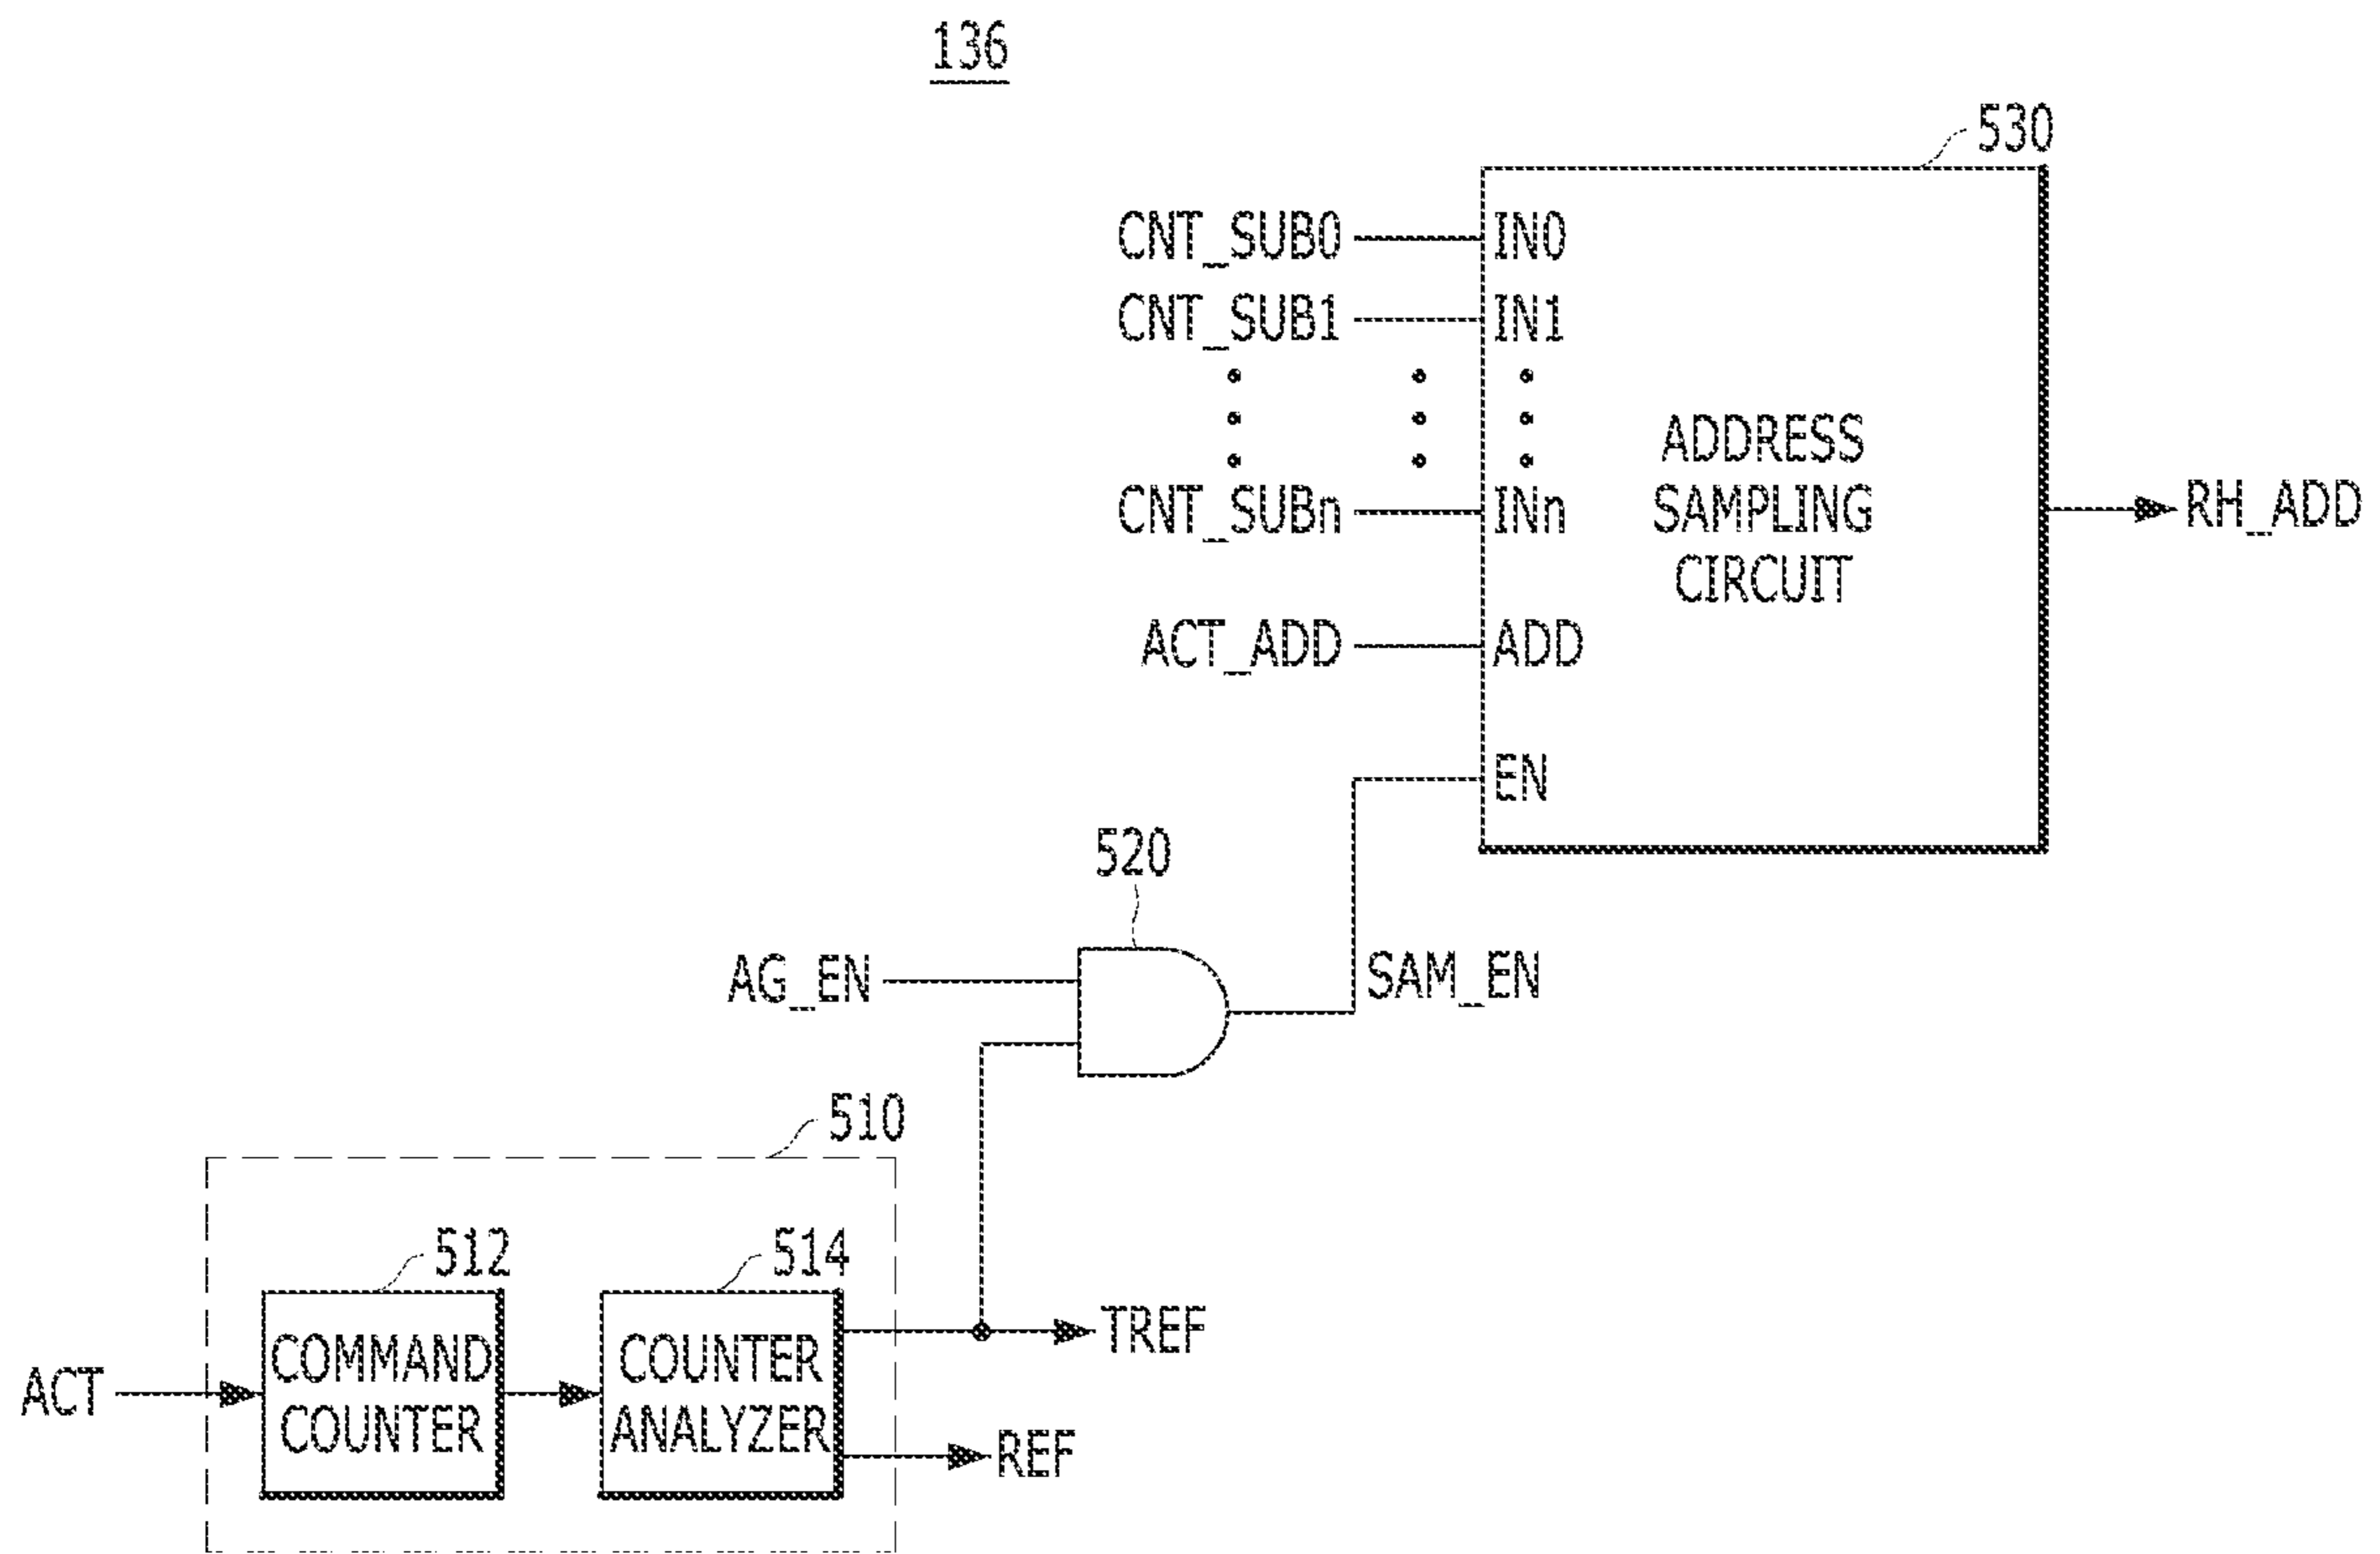 136
530
CNT_SUB0 IN0
CNT_SUB1 IN1
CNT_SUBn INn
ADDRESS
SAMPLING
CIRCUIT
RH_ADD
ACT_ADD ADD
EN
520
AG_EN
SAM_EN
510
512
514
ACT
COMMAND
COUNTER
COUNTER
ANALYZER
TREF
REF